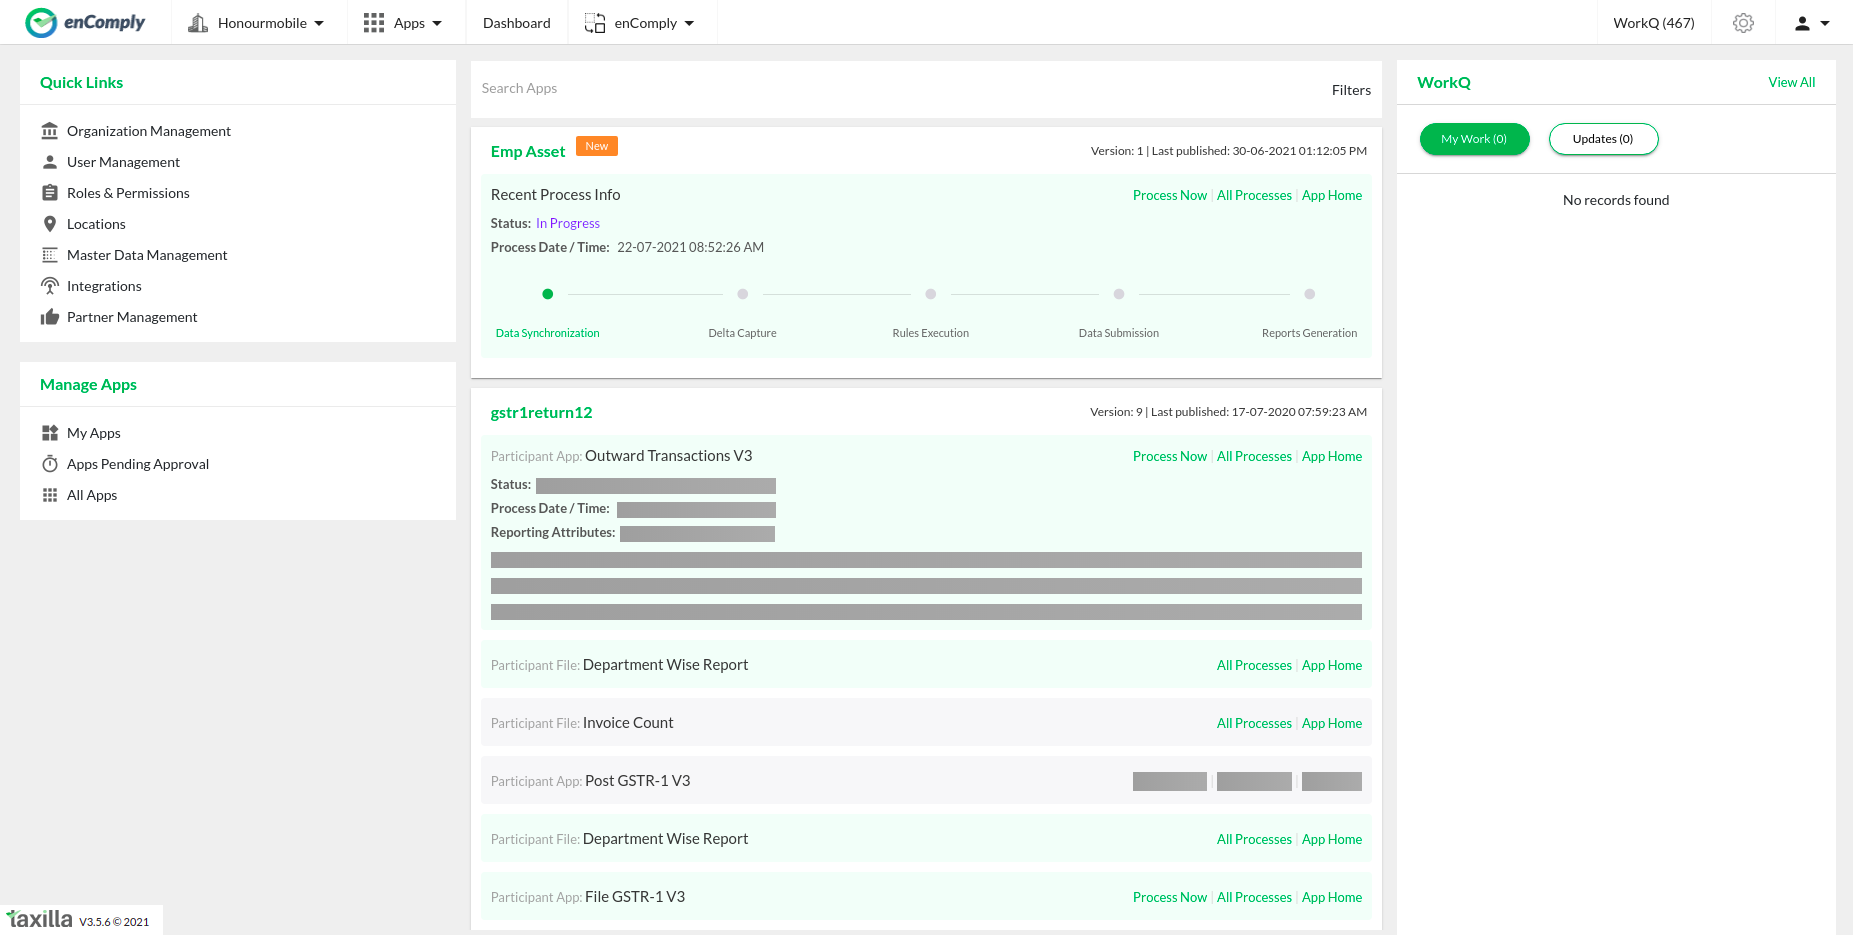 enComply
Honourmobile
Apps
Dashboard
enComply
WorkQ (467)
Quick Links
Organization Management
User Management
Roles & Permissions
Locations
Master Data Management
Integrations
Partner Management
Manage Apps
My Apps
Apps Pending Approval
All Apps
Search Apps
Filters
Emp Asset New Version: 1 | Last published: 30-06-2021 01:12:05 PM
Recent Process Info Process Now | All Processes | App Home
Status: In Progress
Process Date / Time: 22-07-2021 08:52:26 AM
Data Synchronization Delta Capture Rules Execution Data Submission Reports Generation
gstr1return12 Version: 9 | Last published: 17-07-2020 07:59:23 AM
Participant App: Outward Transactions V3 Process Now | All Processes | App Home
Status:
Process Date / Time:
Reporting Attributes:
Participant File: Department Wise Report All Processes | App Home
Participant File: Invoice Count All Processes | App Home
Participant App: Post GSTR-1 V3 | |
Participant File: Department Wise Report All Processes | App Home
Participant App: File GSTR-1 V3 Process Now | All Processes | App Home
WorkQ View All
My Work (0) Updates (0)
No records found
taxilla V3.5.6 © 2021